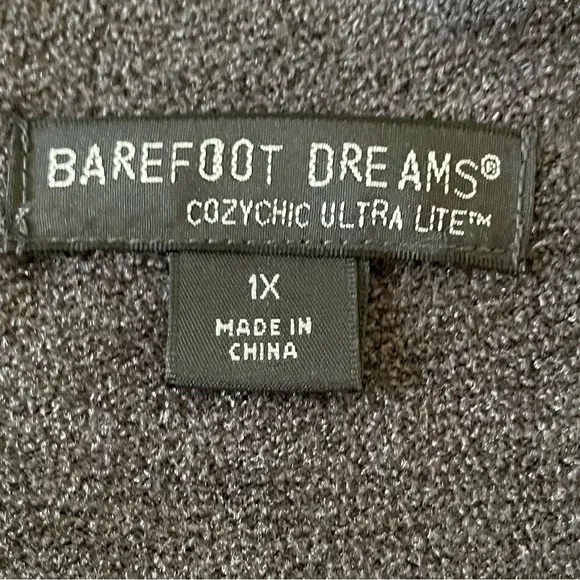 BAREFOOT DREAMS®
COZYCHIC ULTRA LITE™
1X
MADE IN
CHINA